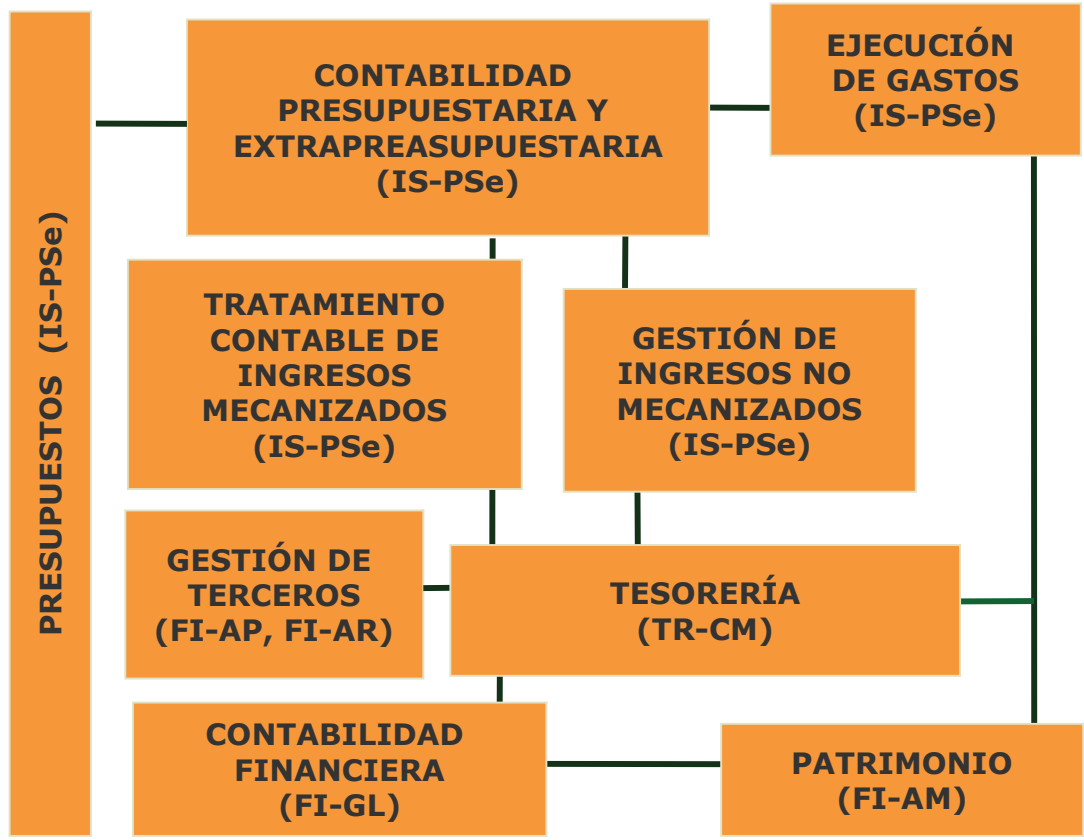 PRESUPUESTOS (IS-PSe)
CONTABILIDAD
PRESUPUESTARIA Y
EXTRAPREASUPUESTARIA
(IS-PSe)
EJECUCIÓN
DE GASTOS
(IS-PSe)
TRATAMIENTO
CONTABLE DE
INGRESOS
MECANIZADOS
(IS-PSe)
GESTIÓN DE
INGRESOS NO
MECANIZADOS
(IS-PSe)
GESTIÓN DE
TERCEROS
(FI-AP, FI-AR)
TESORERÍA
(TR-CM)
CONTABILIDAD
FINANCIERA
(FI-GL)
PATRIMONIO
(FI-AM)